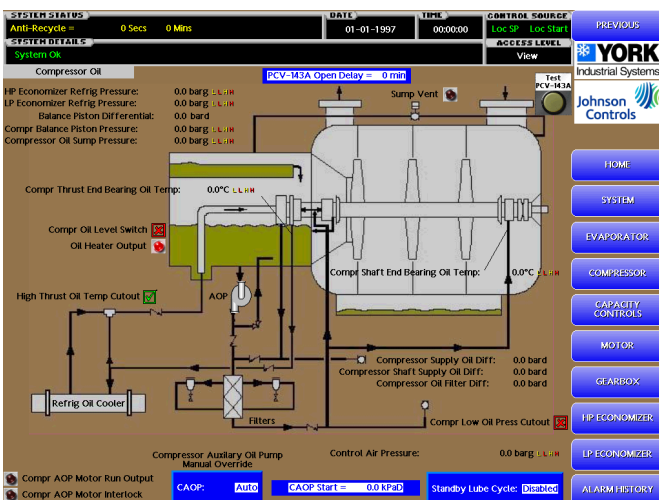 SYSTEM STATUS
Anti-Recycle = 0 Secs 0 Mins
DATE
01-01-1997
TIME
00:00:00
CONTROL SOURCE
Loc SP Loc Start
SYSTEM DETAILS
System Ok
ACCESS LEVEL
View
PREVIOUS
YORK
Industrial Systems
Johnson
Controls
Compressor Oil
PCV-143A Open Delay = 0 min
Test
PCV-143A
Sump Vent
HP Economizer Refrig Pressure: 0.0 barg LL H HH
LP Economizer Refrig Pressure: 0.0 barg LL H HH
Balance Piston Differential: 0.0 bard
Compr Balance Piston Pressure: 0.0 barg LL H HH
Compressor Oil Sump Pressure: 0.0 barg LL H HH
HOME
SYSTEM
EVAPORATOR
COMPRESSOR
CAPACITY
CONTROLS
MOTOR
GEARBOX
HP ECONOMIZER
LP ECONOMIZER
ALARM HISTORY
Compr Thrust End Bearing Oil Temp: 0.0°C
Compr Oil Level Switch
Oil Heater Output
Compr Shaft End Bearing Oil Temp: 0.0°C
High Thrust Oil Temp Cutout
AOP
Compressor Supply Oil Diff: 0.0 bard
Compressor Shaft Supply Oil Diff: 0.0 bard
Compressor Oil Filter Diff: 0.0 bard
Refrig Oil Cooler
Filters
Compr Low Oil Press Cutout
Compressor Auxilary Oil Pump
Manual Override
Control Air Pressure: 0.0 barg
Compr AOP Motor Run Output
Compr AOP Motor Interlock
CAOP: Auto
CAOP Start = 0.0 kPaD
Standby Lube Cycle: Disabled